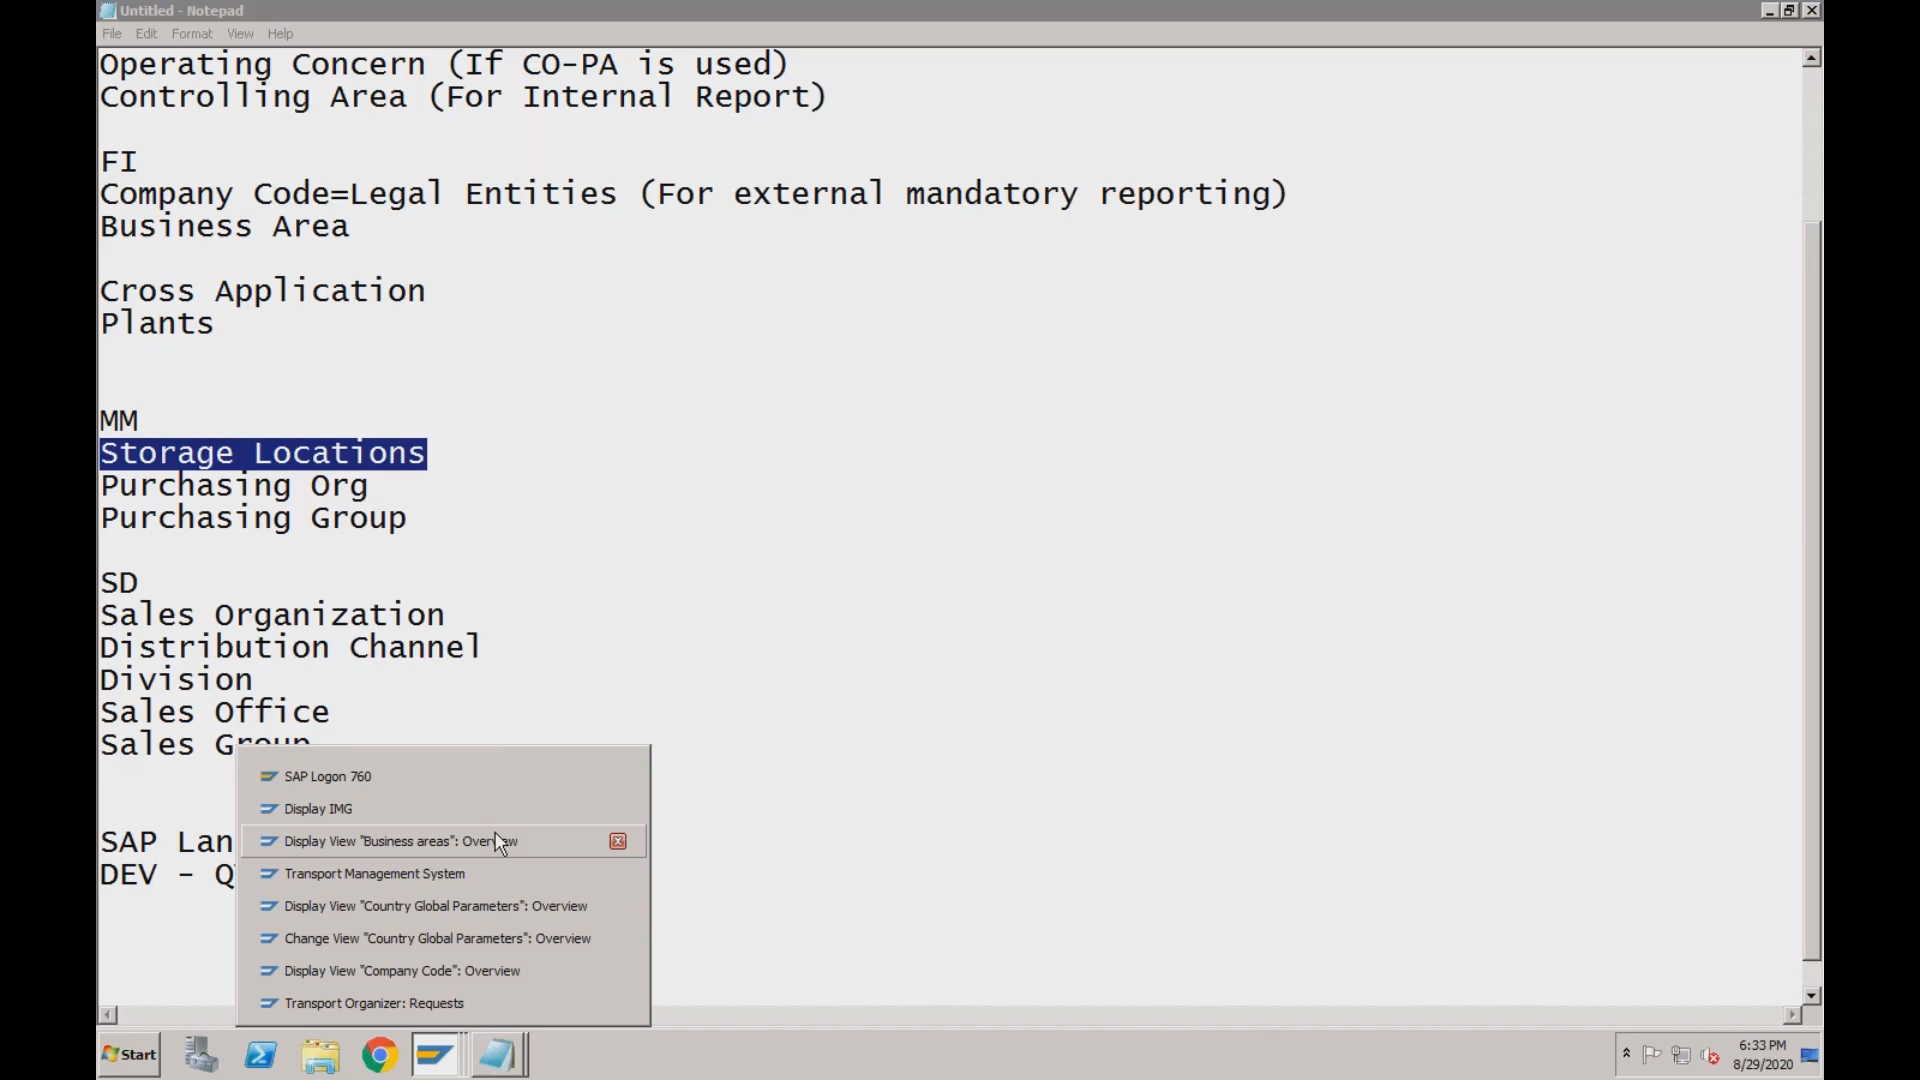 Untitled - Notepad
File Edit Format View Help
Operating Concern (If CO-PA is used)
Controlling Area (For Internal Report)
FI
Company Code=Legal Entities (For external mandatory reporting)
Business Area
Cross Application
Plants
MM
Storage Locations
Purchasing Org
Purchasing Group
SD
Sales Organization
Distribution Channel
Division
Sales Office
Sales Group
SAP Logon 760
Display IMG
Display View "Business areas": Overview
Transport Management System
Display View "Country Global Parameters": Overview
Change View "Country Global Parameters": Overview
Display View "Company Code": Overview
Transport Organizer: Requests
SAP Lan
DEV - Q
Start
6:33 PM
8/29/2020